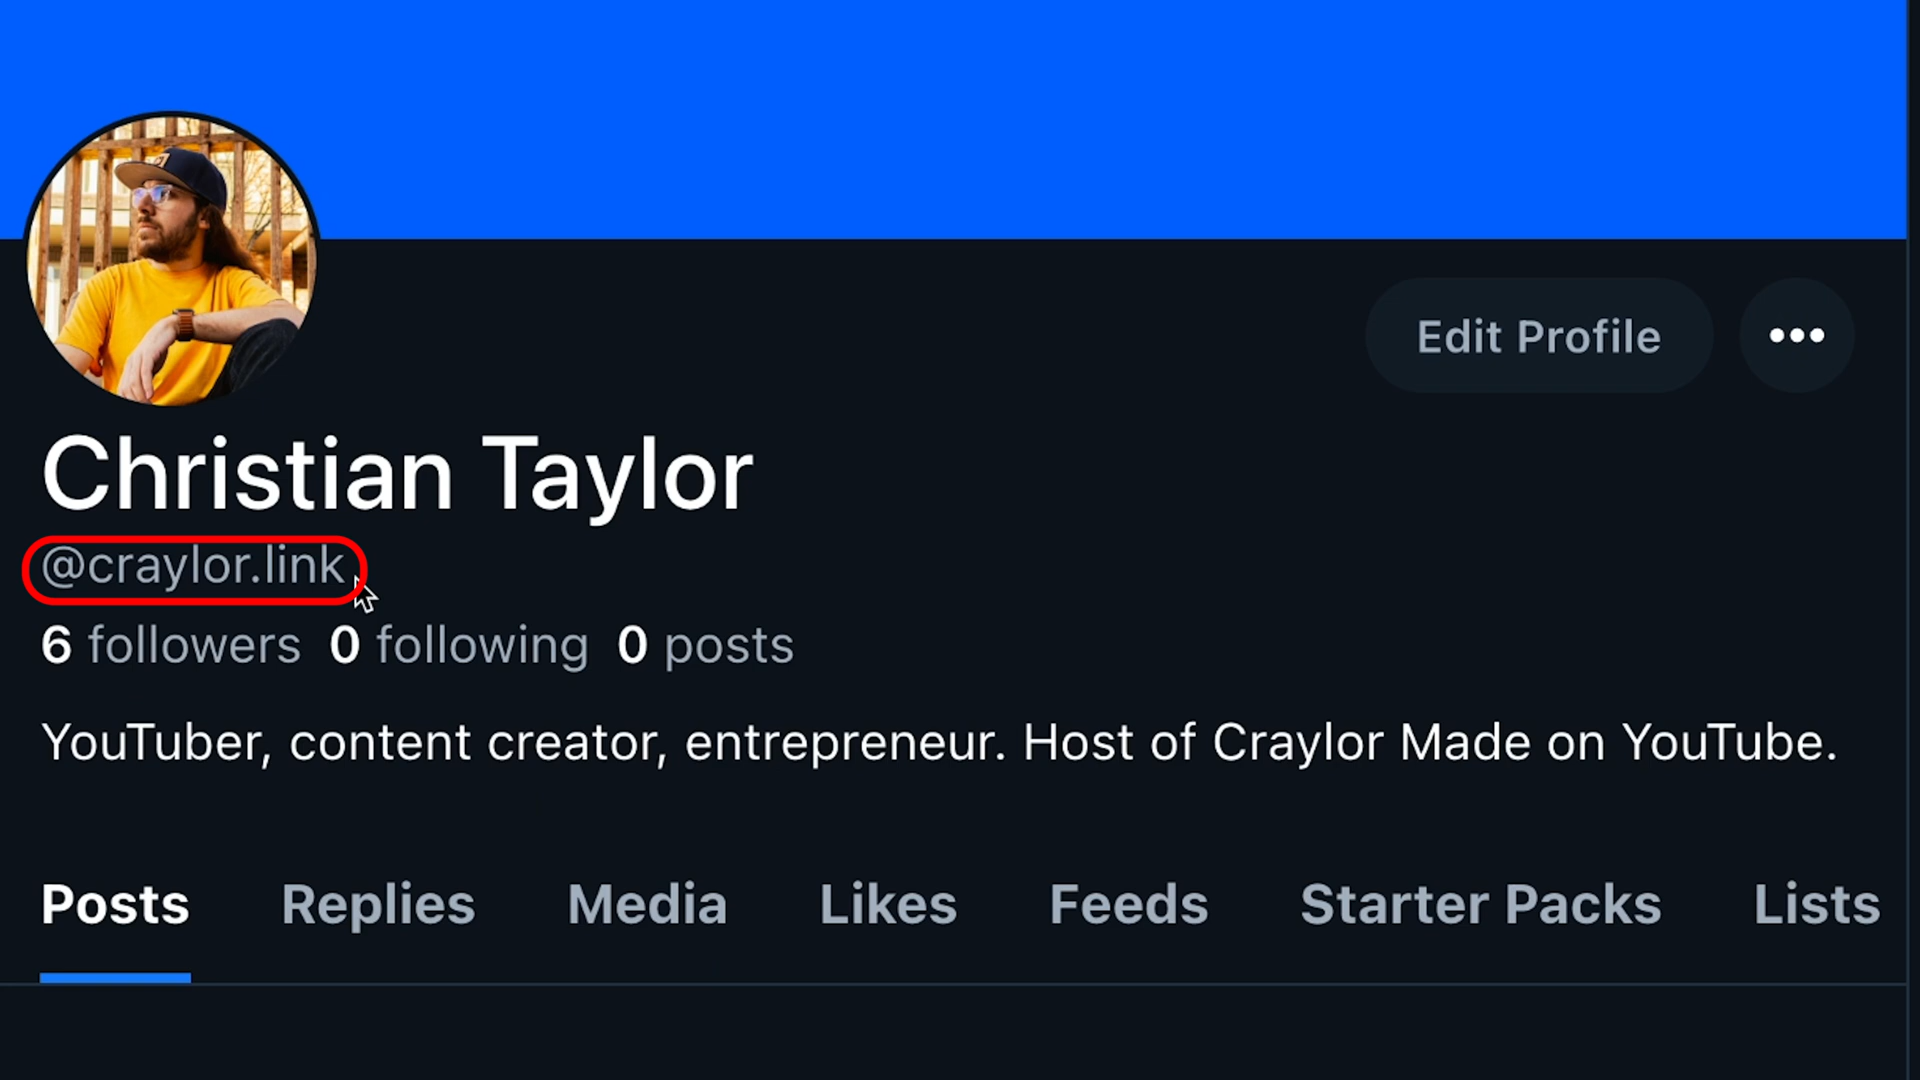 Edit Profile
Christian Taylor
@craylor.link
6 followers 0 following 0 posts
YouTuber, content creator, entrepreneur. Host of Craylor Made on YouTube.
Posts Replies Media Likes Feeds Starter Packs Lists